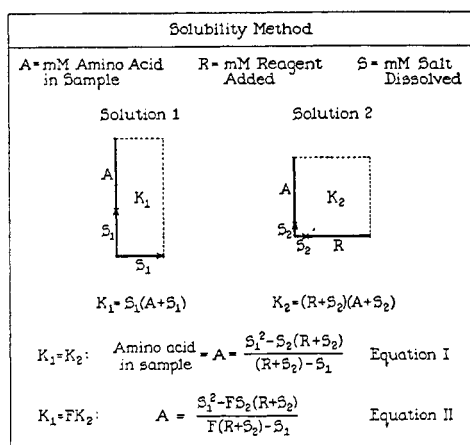 Solubility Method
A=mM Amino Acid in Sample
R=mM Reagent Added
S=mM Salt Dissolved
Solution 1
Solution 2
A
K₁
S₁
S₁
A
K₂
S₂
S₂
R
K₁=S₁(A+S₁)
K₂=(R+S₂)(A+S₂)
K₁=K₂: Amino acid in sample = A = (S₁²-S₂(R+S₂))/((R+S₂)-S₁) Equation I
K₁=FK₂: A = (S₁²-FS₂(R+S₂))/(F(R+S₂)-S₁) Equation II